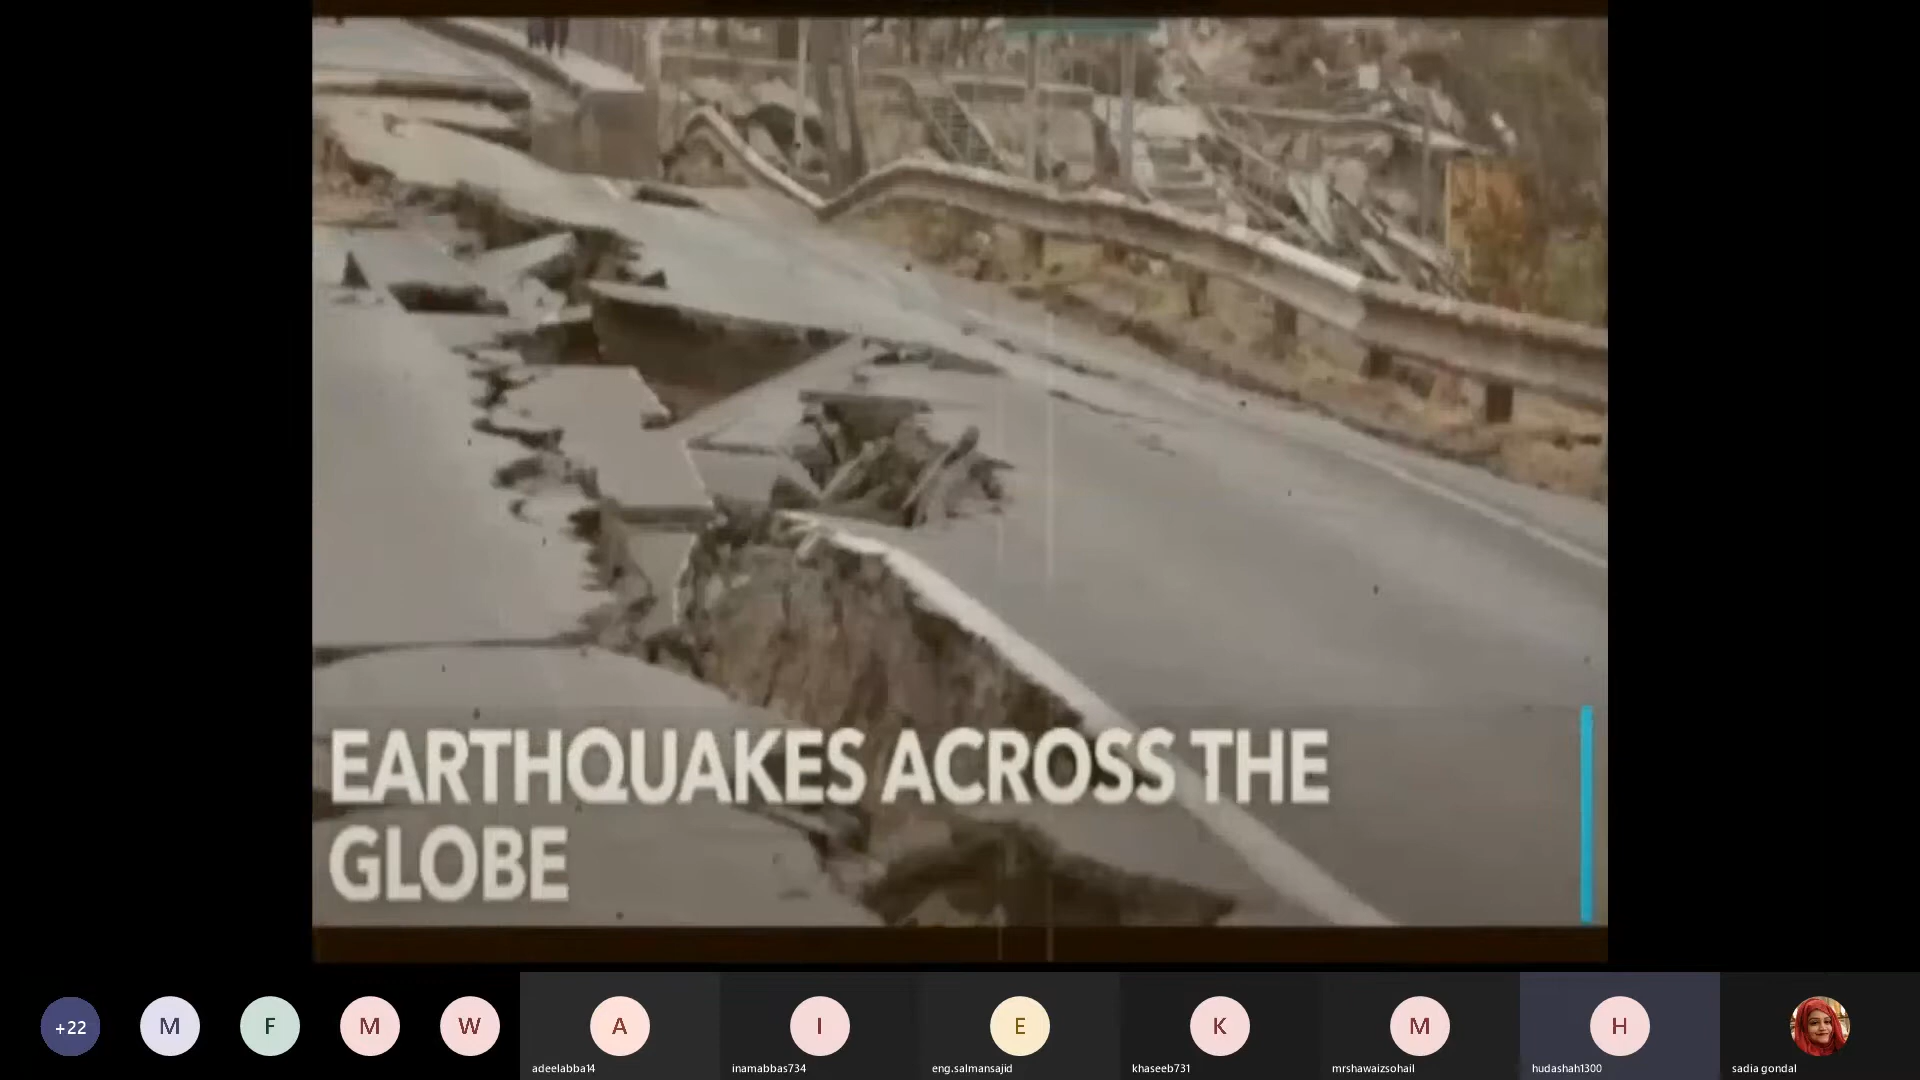 EARTHQUAKES ACROSS THE
GLOBE
+22
M
F
M
W
A
I
E
K
M
H
adeelabba14
inamabbas734
eng.salmansajid
khaseeb731
mrshawaizsohail
hudashah1300
sadia gondal